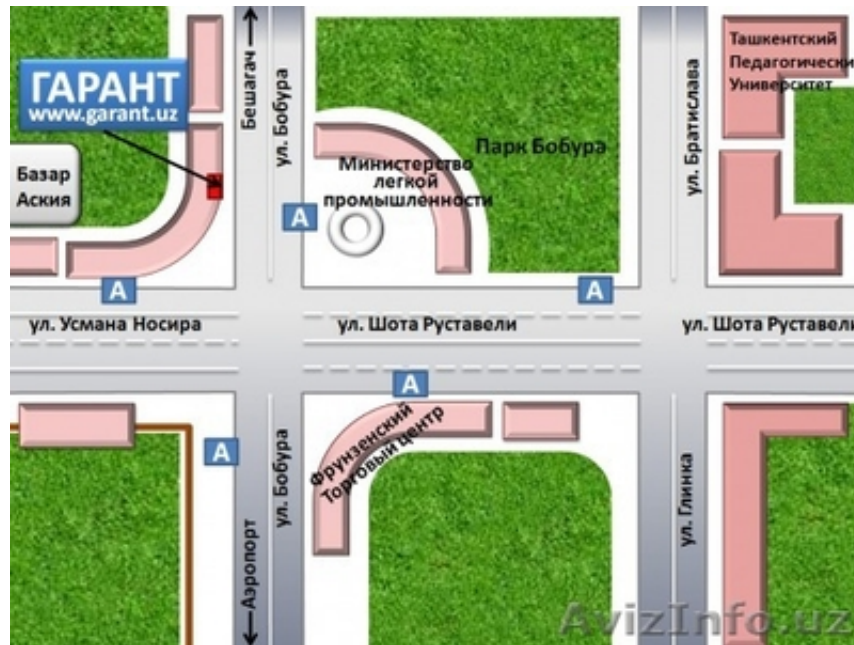 ГАРАНТ
www.garant.uz
Базар
Аския
Бешагач
ул. Бобура
Министерство
легкой
промышленности
Парк Бобура
ул. Братислава
Ташкентский
Педагогически
Университет
А
А
А
ул. Усмана Носира
ул. Шота Руставели
ул. Шота Руставели
А
А
Фрунзенский
Торговый центр
ул. Бобура
Аэропорт
ул. Глинка
AvizInfo.uz